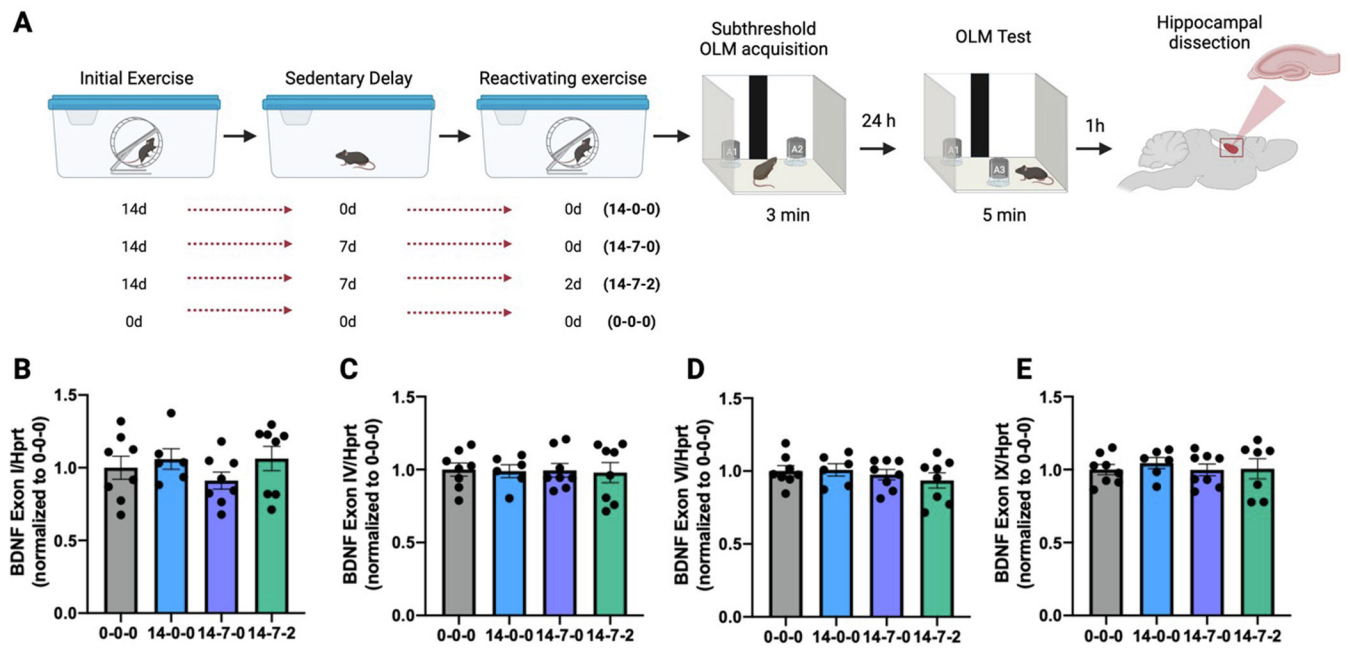 A
Initial Exercise
Sedentary Delay
Reactivating exercise
Subthreshold
OLM acquisition
OLM Test
Hippocampal
dissection
A1
A2
24 h
A1
A3
1h
3 min
5 min
14d 0d 0d (14-0-0)
14d 7d 0d (14-7-0)
14d 7d 2d (14-7-2)
0d 0d 0d (0-0-0)
B
BDNF Exon I/Hprt
(normalized to 0-0-0)
1.5
1.0
0.5
0.0
0-0-0 14-0-0 14-7-0 14-7-2
C
BDNF Exon IV/Hprt
(normalized to 0-0-0)
1.5
1.0
0.5
0.0
0-0-0 14-0-0 14-7-0 14-7-2
D
BDNF Exon VI/Hprt
(normalized to 0-0-0)
1.5
1.0
0.5
0.0
0-0-0 14-0-0 14-7-0 14-7-2
E
BDNF Exon IX/Hprt
(normalized to 0-0-0)
1.5
1.0
0.5
0.0
0-0-0 14-0-0 14-7-0 14-7-2